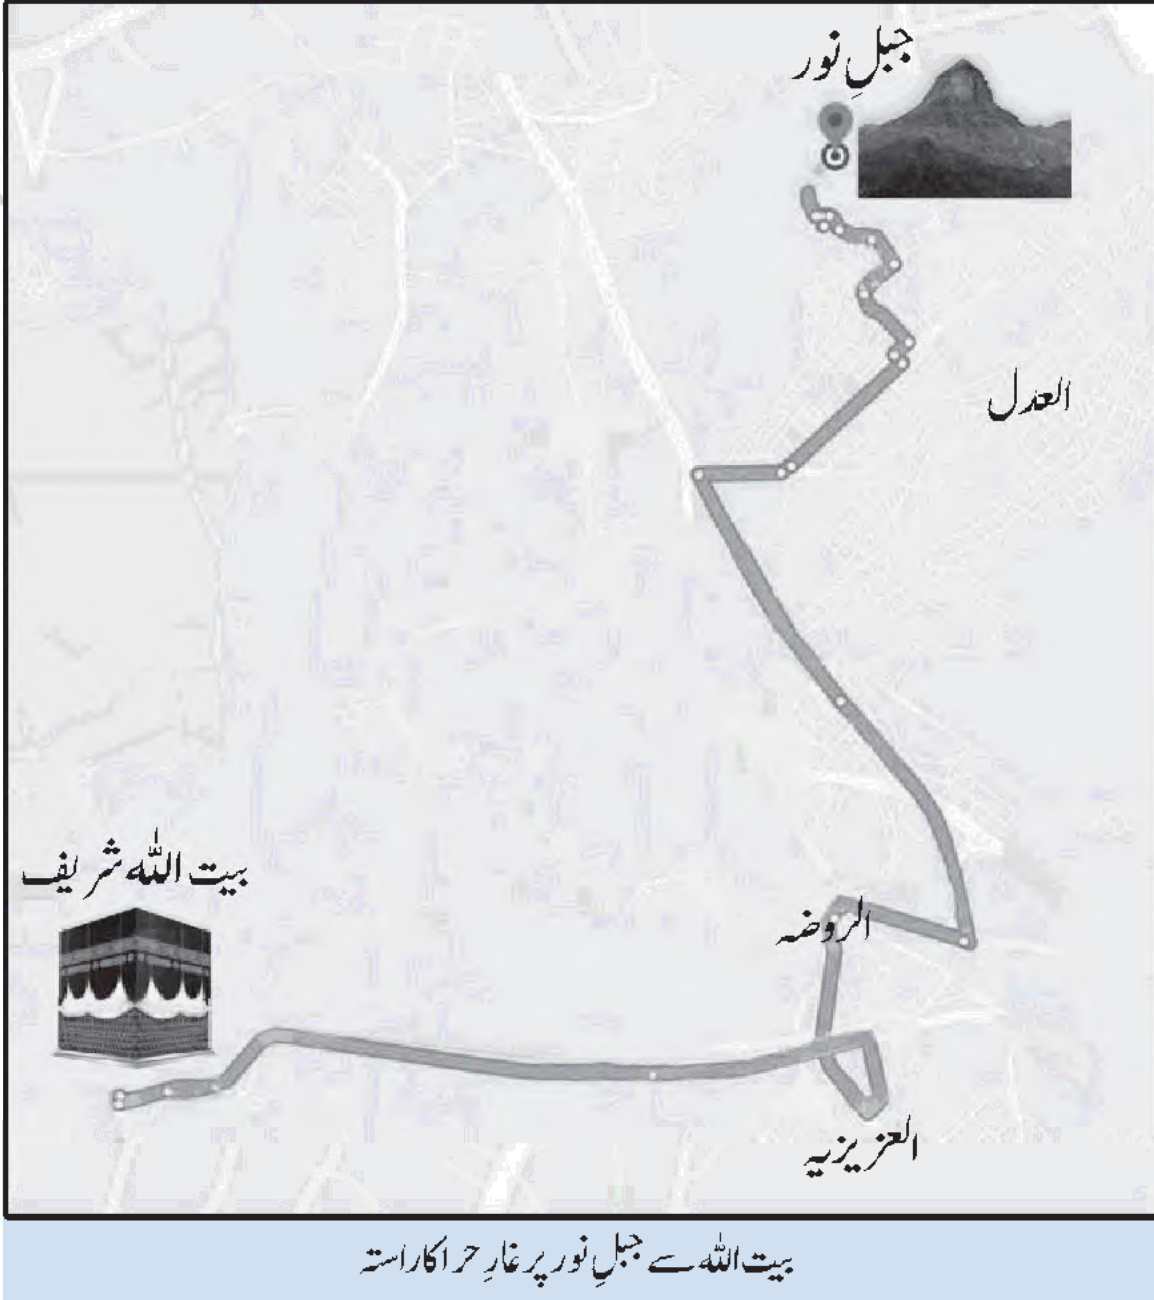 جبلِ نور
العدل
بیت اللہ شریف
الروضہ
العزیزیہ
بیت اللہ سے جبلِ نور پر غارِ حرا کا راستہ